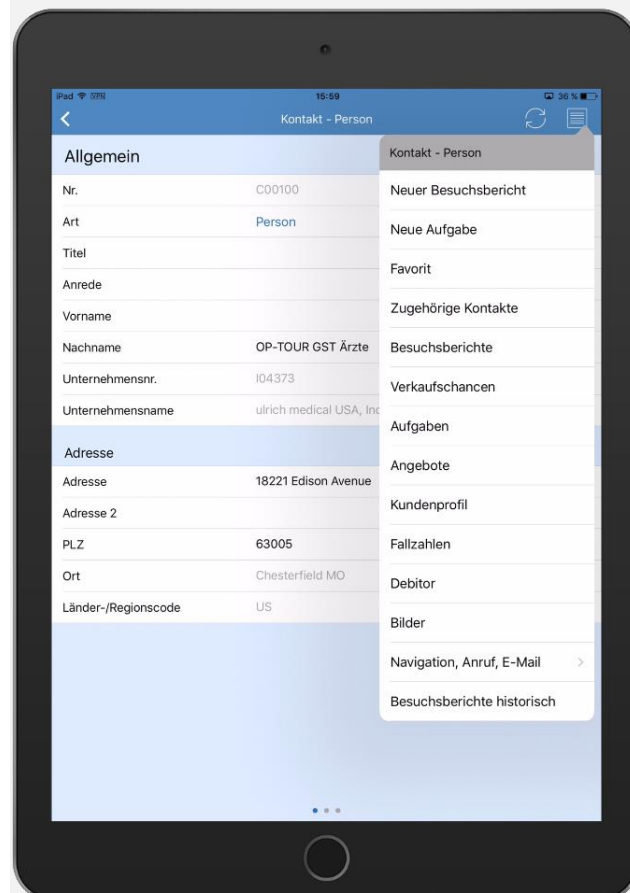 iPad VPN 15:59 36 %
Kontakt - Person
Allgemein
Nr. C00100
Art Person
Titel
Anrede
Vorname
Nachname OP-TOUR GST Ärzte
Unternehmensnr. I04373
Unternehmensname ulrich medical USA, Inc
Adresse
Adresse 18221 Edison Avenue
Adresse 2
PLZ 63005
Ort Chesterfield MO
Länder-/Regionscode US
Kontakt - Person
Neuer Besuchsbericht
Neue Aufgabe
Favorit
Zugehörige Kontakte
Besuchsberichte
Verkaufschancen
Aufgaben
Angebote
Kundenprofil
Fallzahlen
Debitor
Bilder
Navigation, Anruf, E-Mail
Besuchsberichte historisch